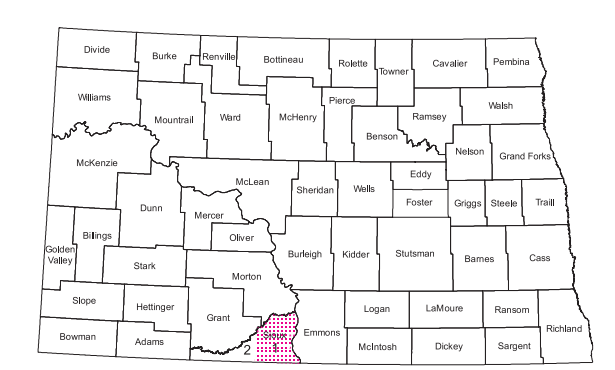 Divide
Burke
Renville
Bottineau
Rolette
Towner
Cavalier
Pembina
Williams
Mountrail
Ward
McHenry
Pierce
Benson
Ramsey
Walsh
McKenzie
Nelson
Grand Forks
Dunn
McLean
Mercer
Oliver
Sheridan
Wells
Eddy
Foster
Griggs
Steele
Traill
Golden
Valley
Billings
Stark
Morton
Burleigh
Kidder
Stutsman
Barnes
Cass
Slope
Hettinger
Grant
Sioux
1
2
Emmons
Logan
LaMoure
Ransom
Richland
Bowman
Adams
McIntosh
Dickey
Sargent